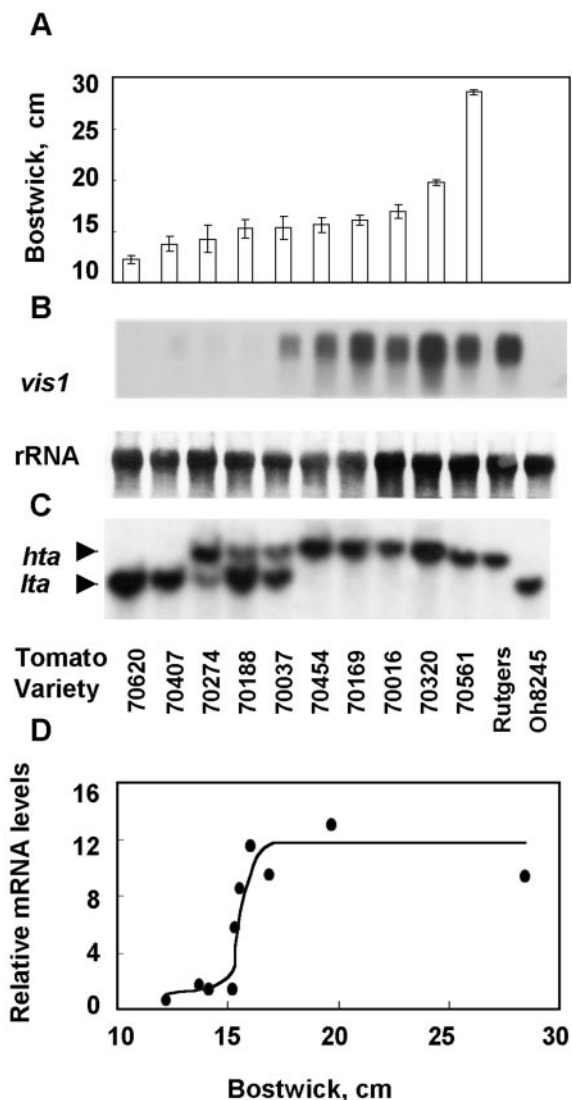 A
Bostwick, cm
30
25
20
15
10
B
vis1
rRNA
C
hta
lta
Tomato
Variety
70620
70407
70274
70188
70037
70454
70169
70016
70320
70561
Rutgers
Oh8245
D
Relative mRNA levels
16
12
8
4
0
10
15
20
25
30
Bostwick, cm